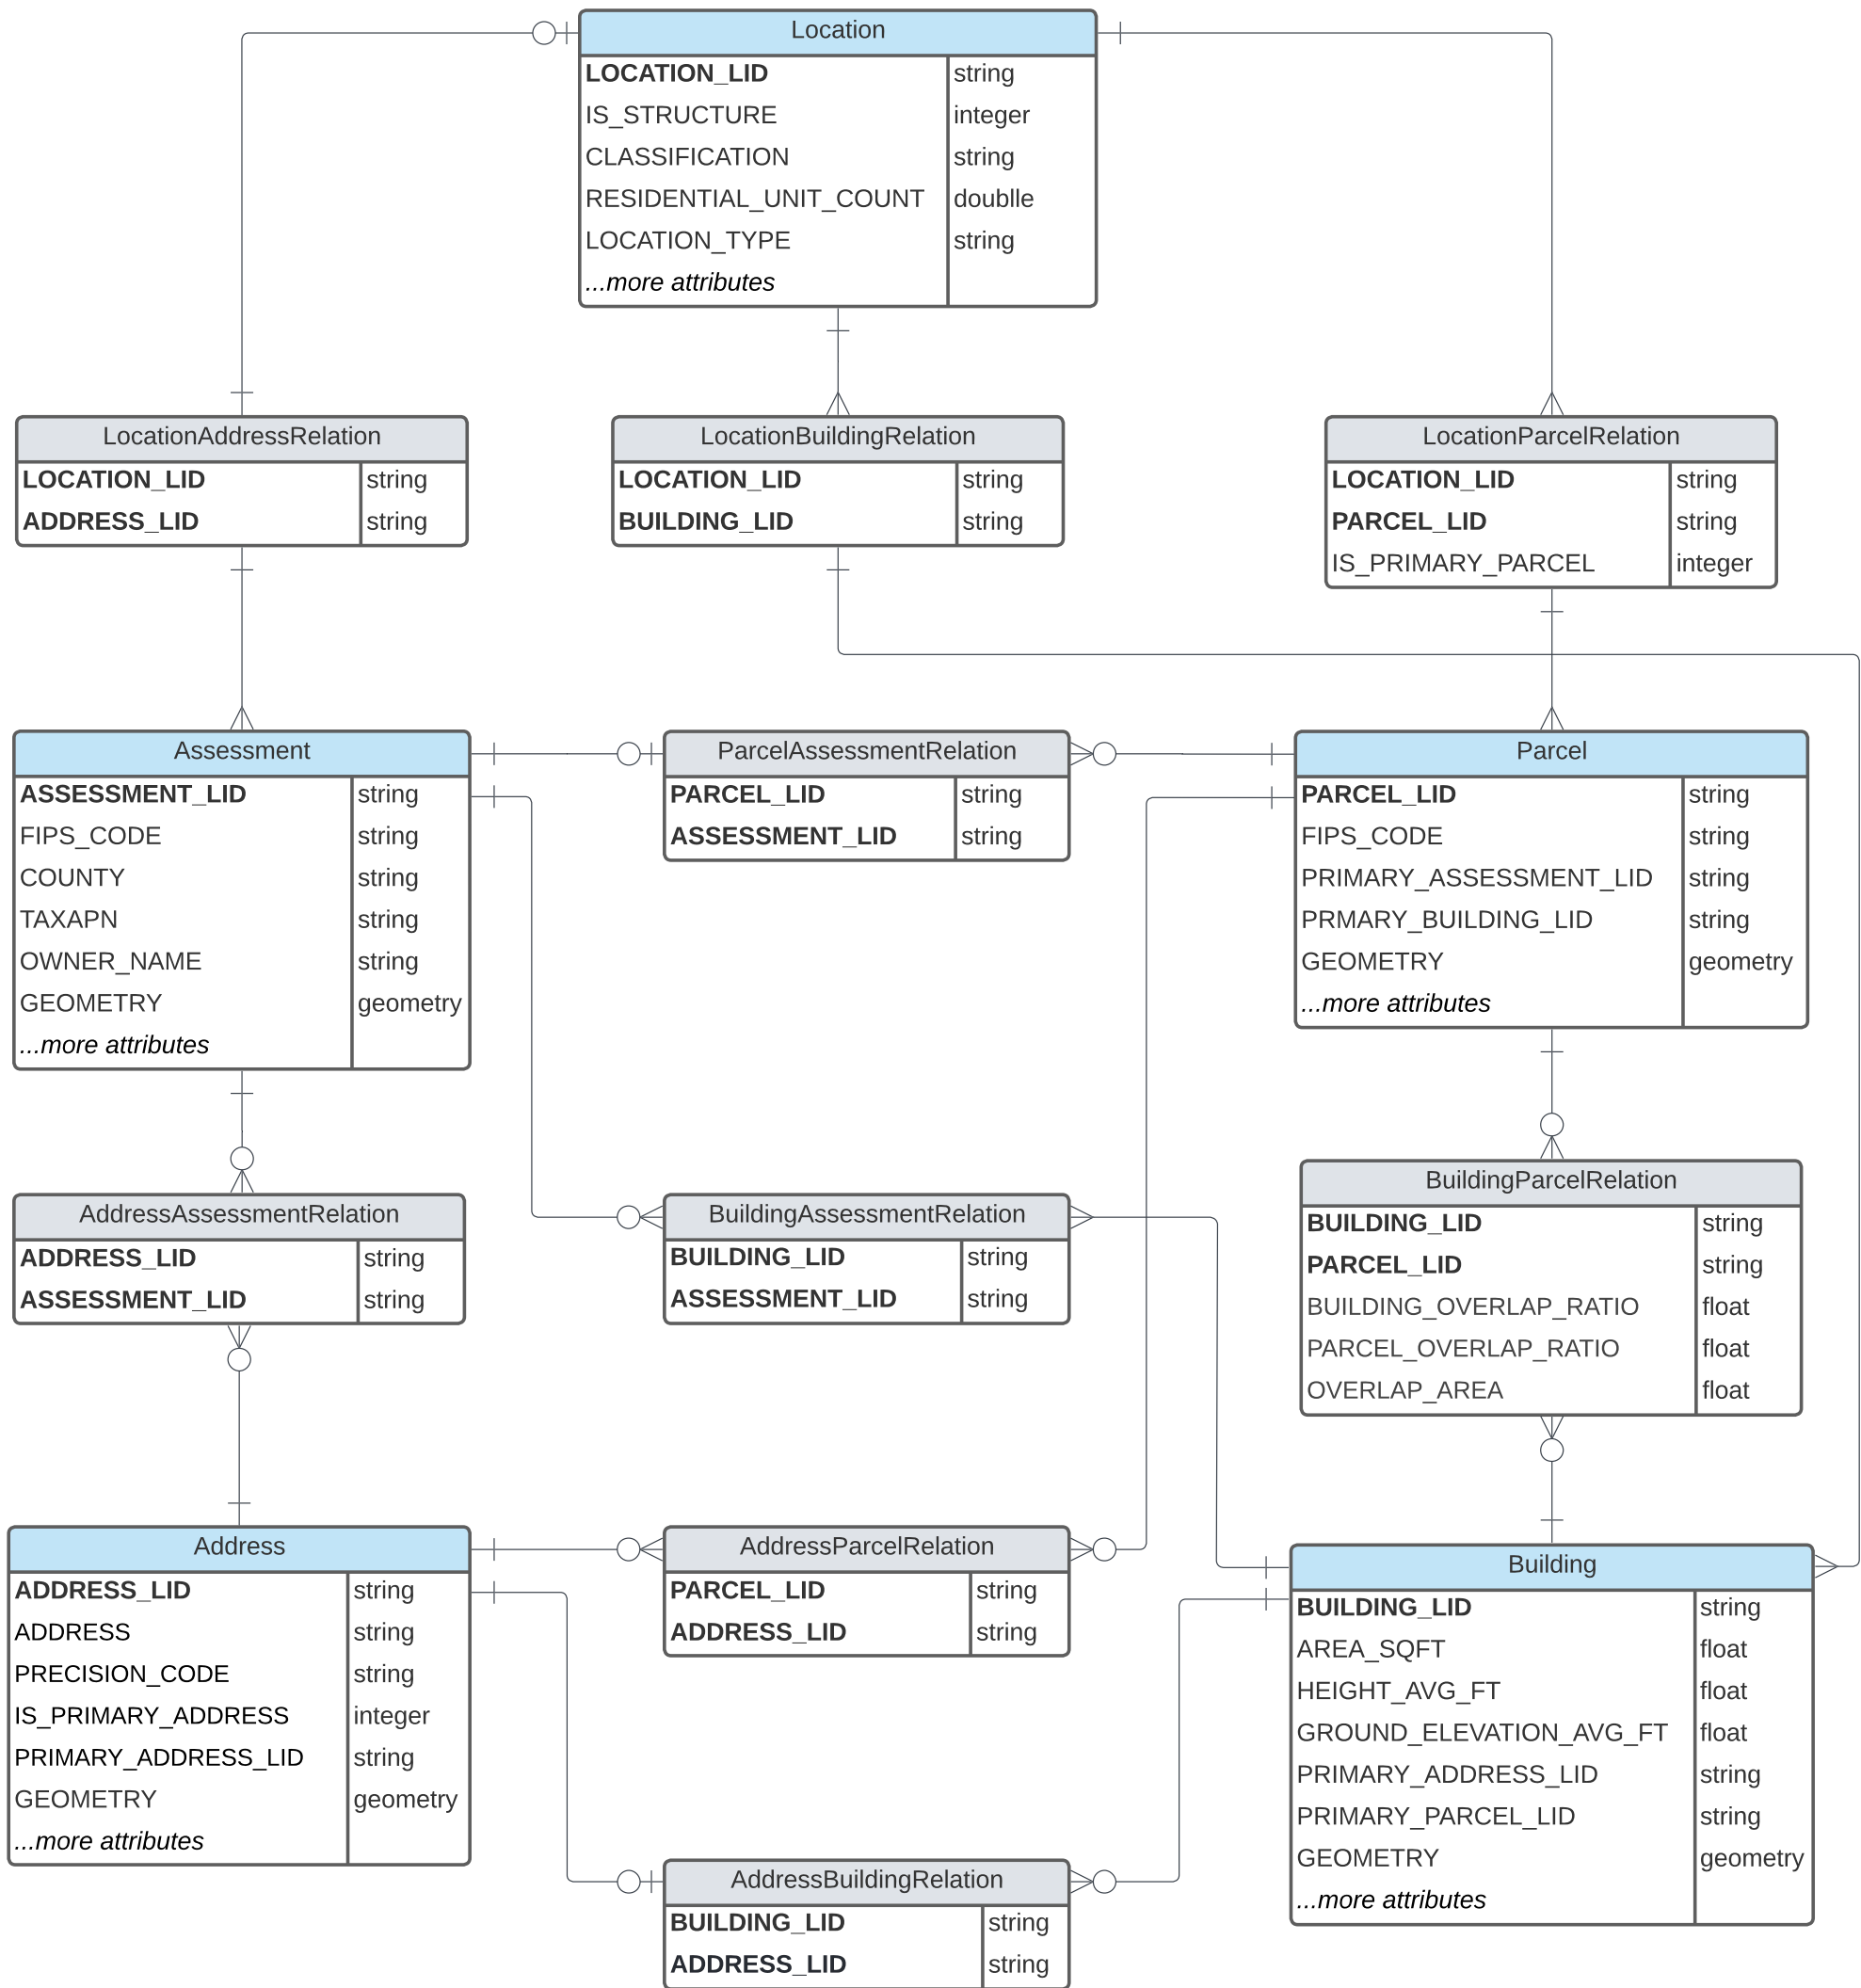 Location
LOCATION_LID string
IS_STRUCTURE integer
CLASSIFICATION string
RESIDENTIAL_UNIT_COUNT doublle
LOCATION_TYPE string
...more attributes
LocationAddressRelation
LOCATION_LID string
ADDRESS_LID string
LocationBuildingRelation
LOCATION_LID string
BUILDING_LID string
LocationParcelRelation
LOCATION_LID string
PARCEL_LID string
IS_PRIMARY_PARCEL integer
Assessment
ASSESSMENT_LID string
FIPS_CODE string
COUNTY string
TAXAPN string
OWNER_NAME string
GEOMETRY geometry
...more attributes
ParcelAssessmentRelation
PARCEL_LID string
ASSESSMENT_LID string
Parcel
PARCEL_LID string
FIPS_CODE string
PRIMARY_ASSESSMENT_LID string
PRMARY_BUILDING_LID string
GEOMETRY geometry
...more attributes
AddressAssessmentRelation
ADDRESS_LID string
ASSESSMENT_LID string
BuildingAssessmentRelation
BUILDING_LID string
ASSESSMENT_LID string
BuildingParcelRelation
BUILDING_LID string
PARCEL_LID string
BUILDING_OVERLAP_RATIO float
PARCEL_OVERLAP_RATIO float
OVERLAP_AREA float
Address
ADDRESS_LID string
ADDRESS string
PRECISION_CODE string
IS_PRIMARY_ADDRESS integer
PRIMARY_ADDRESS_LID string
GEOMETRY geometry
...more attributes
AddressParcelRelation
PARCEL_LID string
ADDRESS_LID string
Building
BUILDING_LID string
AREA_SQFT float
HEIGHT_AVG_FT float
GROUND_ELEVATION_AVG_FT float
PRIMARY_ADDRESS_LID string
PRIMARY_PARCEL_LID string
GEOMETRY geometry
...more attributes
AddressBuildingRelation
BUILDING_LID string
ADDRESS_LID string